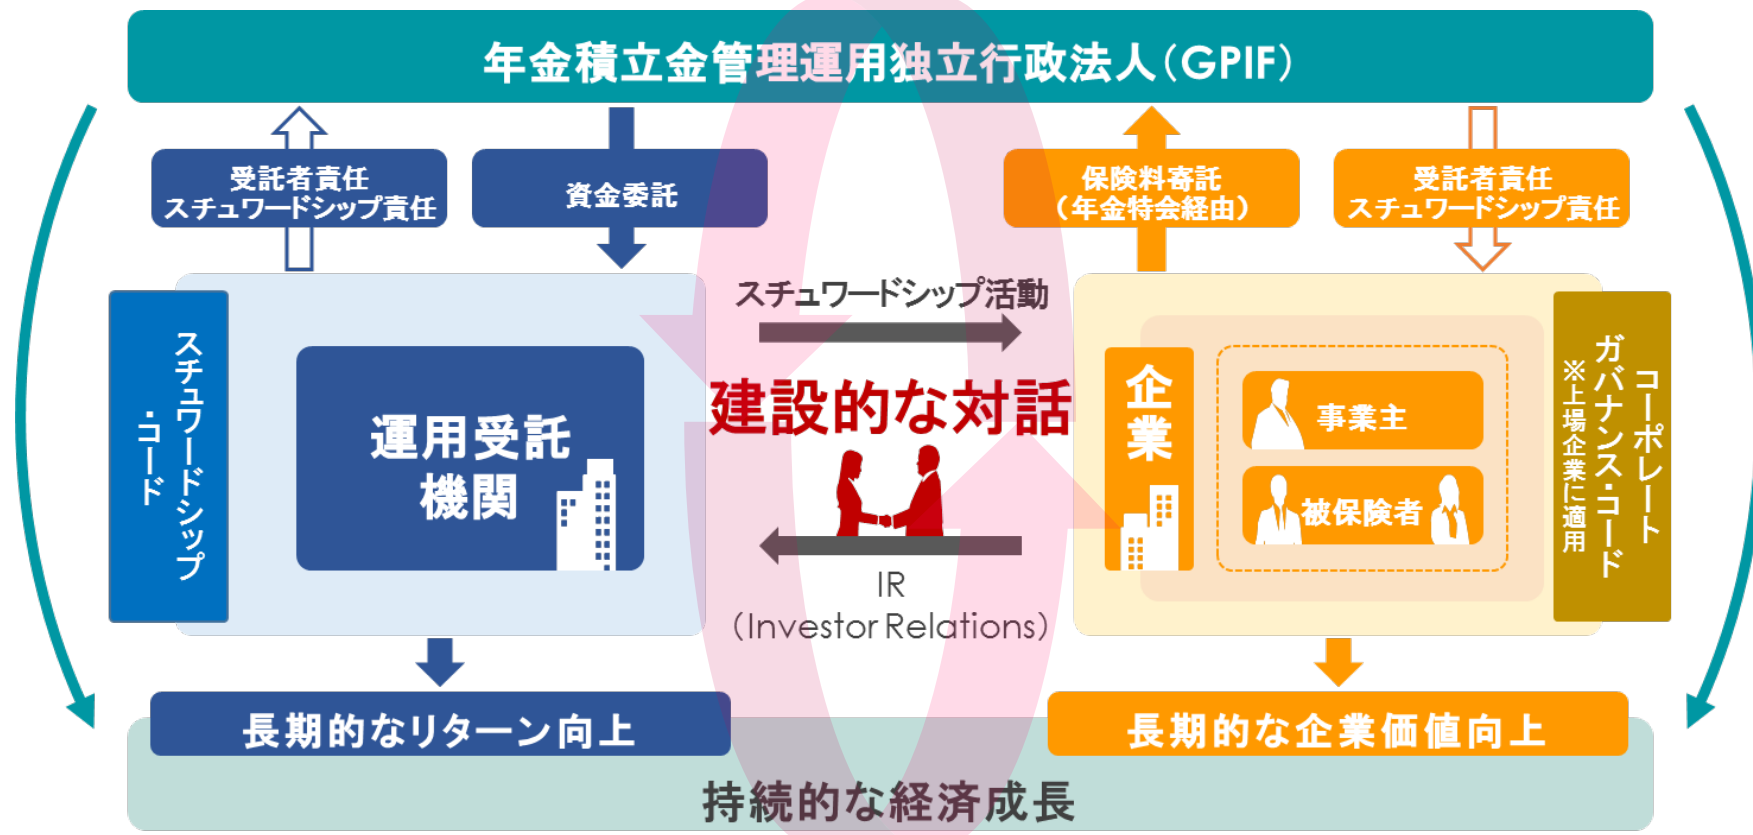 年金積立金管理運用独立行政法人（GPIF）
受託者責任
スチュワードシップ責任
資金委託
保険料寄託
（年金特会経由）
受託者責任
スチュワードシップ責任
スチュワードシップ
・コード
運用受託
機関
スチュワードシップ活動
建設的な対話
IR
（Investor Relations）
企業
事業主
被保険者
コーポレート
ガバナンス・コード
※上場企業に適用
長期的なリターン向上
長期的な企業価値向上
持続的な経済成長